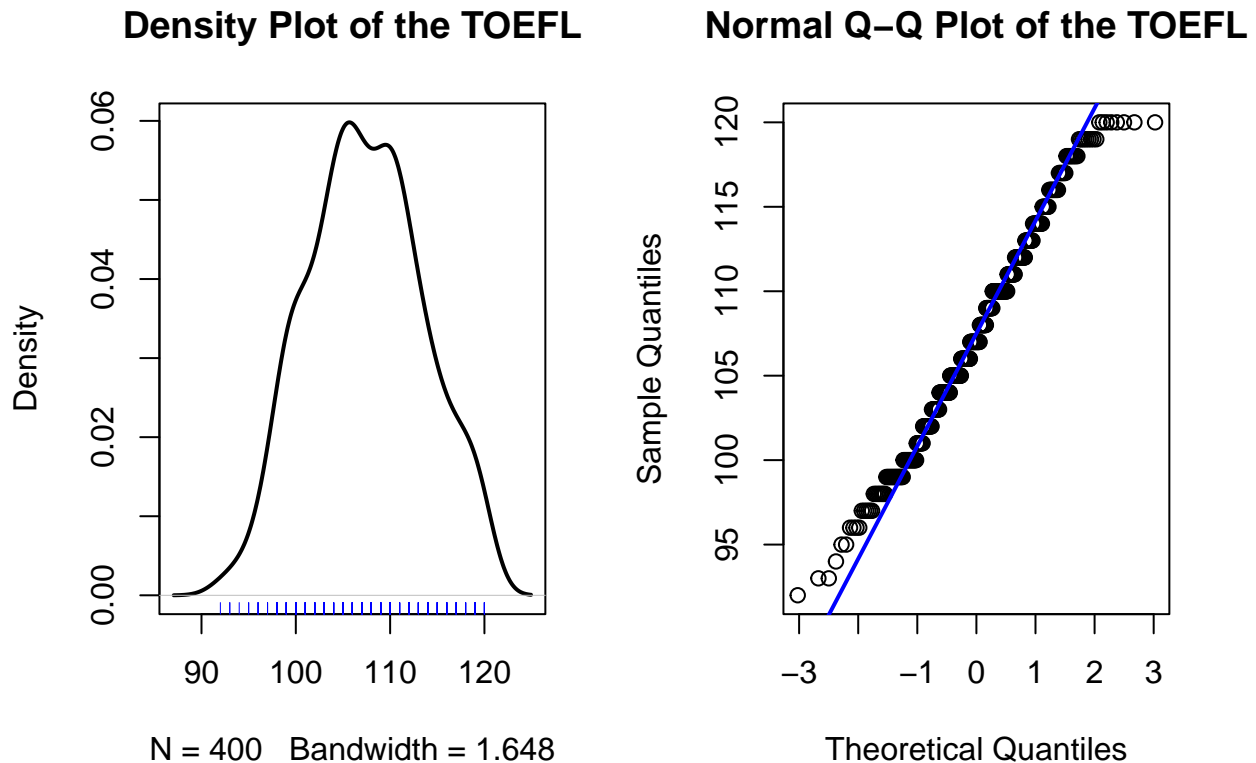 Density Plot of the TOEFL
Density
0.00
0.02
0.04
0.06
90 100 110 120
N = 400 Bandwidth = 1.648
Normal Q−Q Plot of the TOEFL
Sample Quantiles
95
100
105
110
115
120
−3 −1 0 1 2 3
Theoretical Quantiles